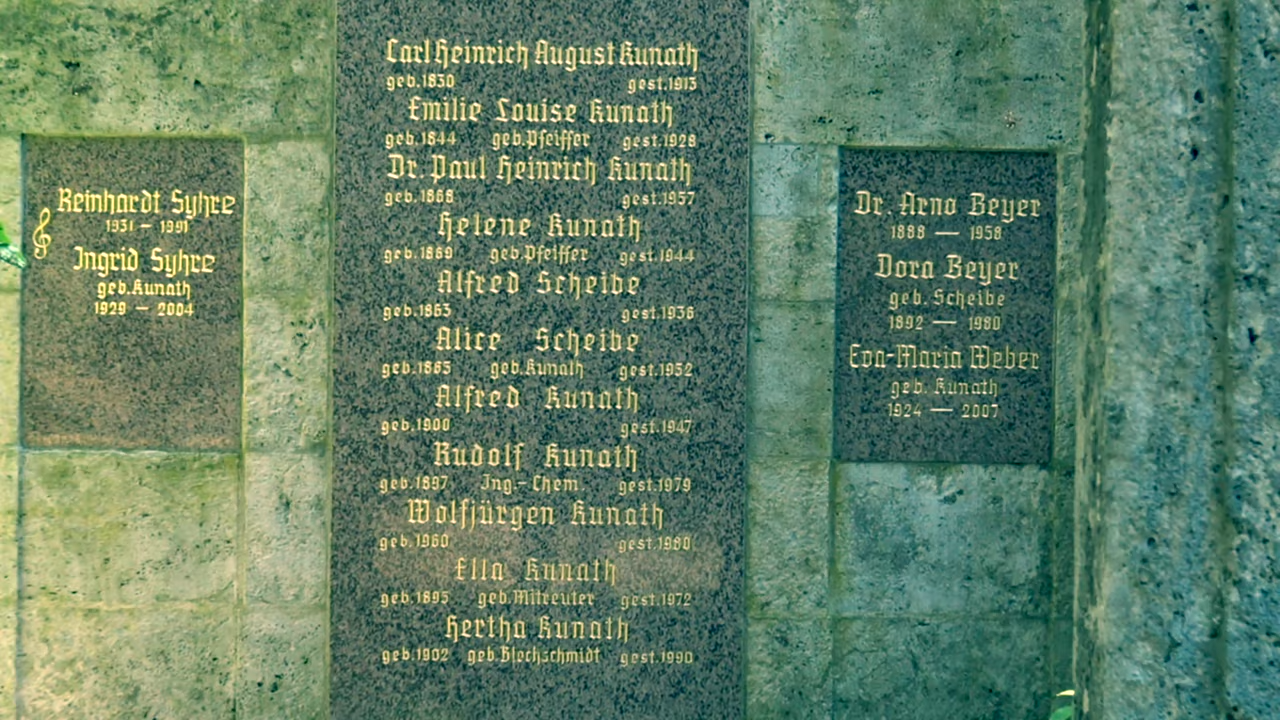 Reinhardt Syhre
1931 — 1991
Ingrid Syhre
geb. Kunath
1929 — 2004
Carl Heinrich August Kunath
geb. 1830 gest. 1913
Emilie Louise Kunath
geb. 1844 geb. Pfeiffer gest. 1928
Dr. Paul Heinrich Kunath
geb. 1868 gest. 1957
Helene Kunath
geb. 1869 geb. Pfeiffer gest. 1944
Alfred Scheibe
geb. 1863 gest. 1936
Alice Scheibe
geb. 1865 geb. Kunath gest. 1952
Alfred Kunath
geb. 1900 gest. 1947
Rudolf Kunath
geb. 1897 Ing.-Chem. gest. 1979
Wolfjürgen Kunath
geb. 1960 gest. 1980
Ella Kunath
geb. 1895 geb. Mitreuter gest. 1972
Hertha Kunath
geb. 1902 geb. Blechschmidt gest. 1990
Dr. Arno Beyer
1888 — 1958
Dora Beyer
geb. Scheibe
1892 — 1980
Eva-Maria Weber
geb. Kunath
1924 — 2007